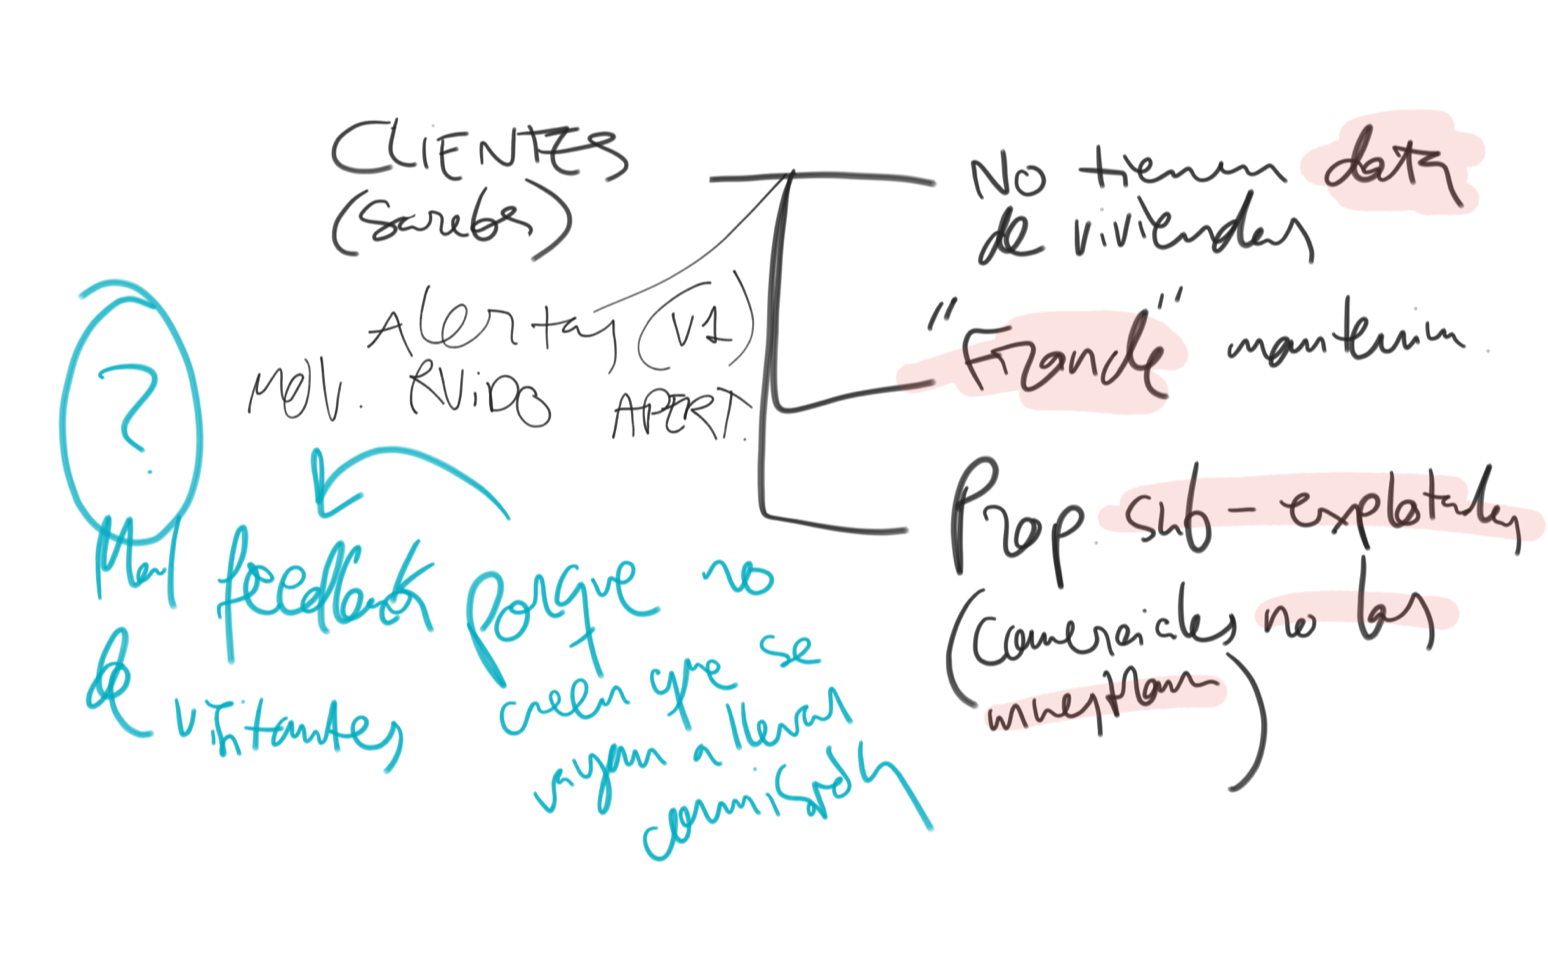 CLIENTES
(Sareb)
No tienen data
de viviendas
Alertas (V1)
MOV. RUIDO APERT.
"Fraude" mantenim.
Prop. sub-explotadas
(Comerciales no las
muestran)
?
Mal feedback
de visitantes
porque no
creen que se
vayan a llevar
comisión